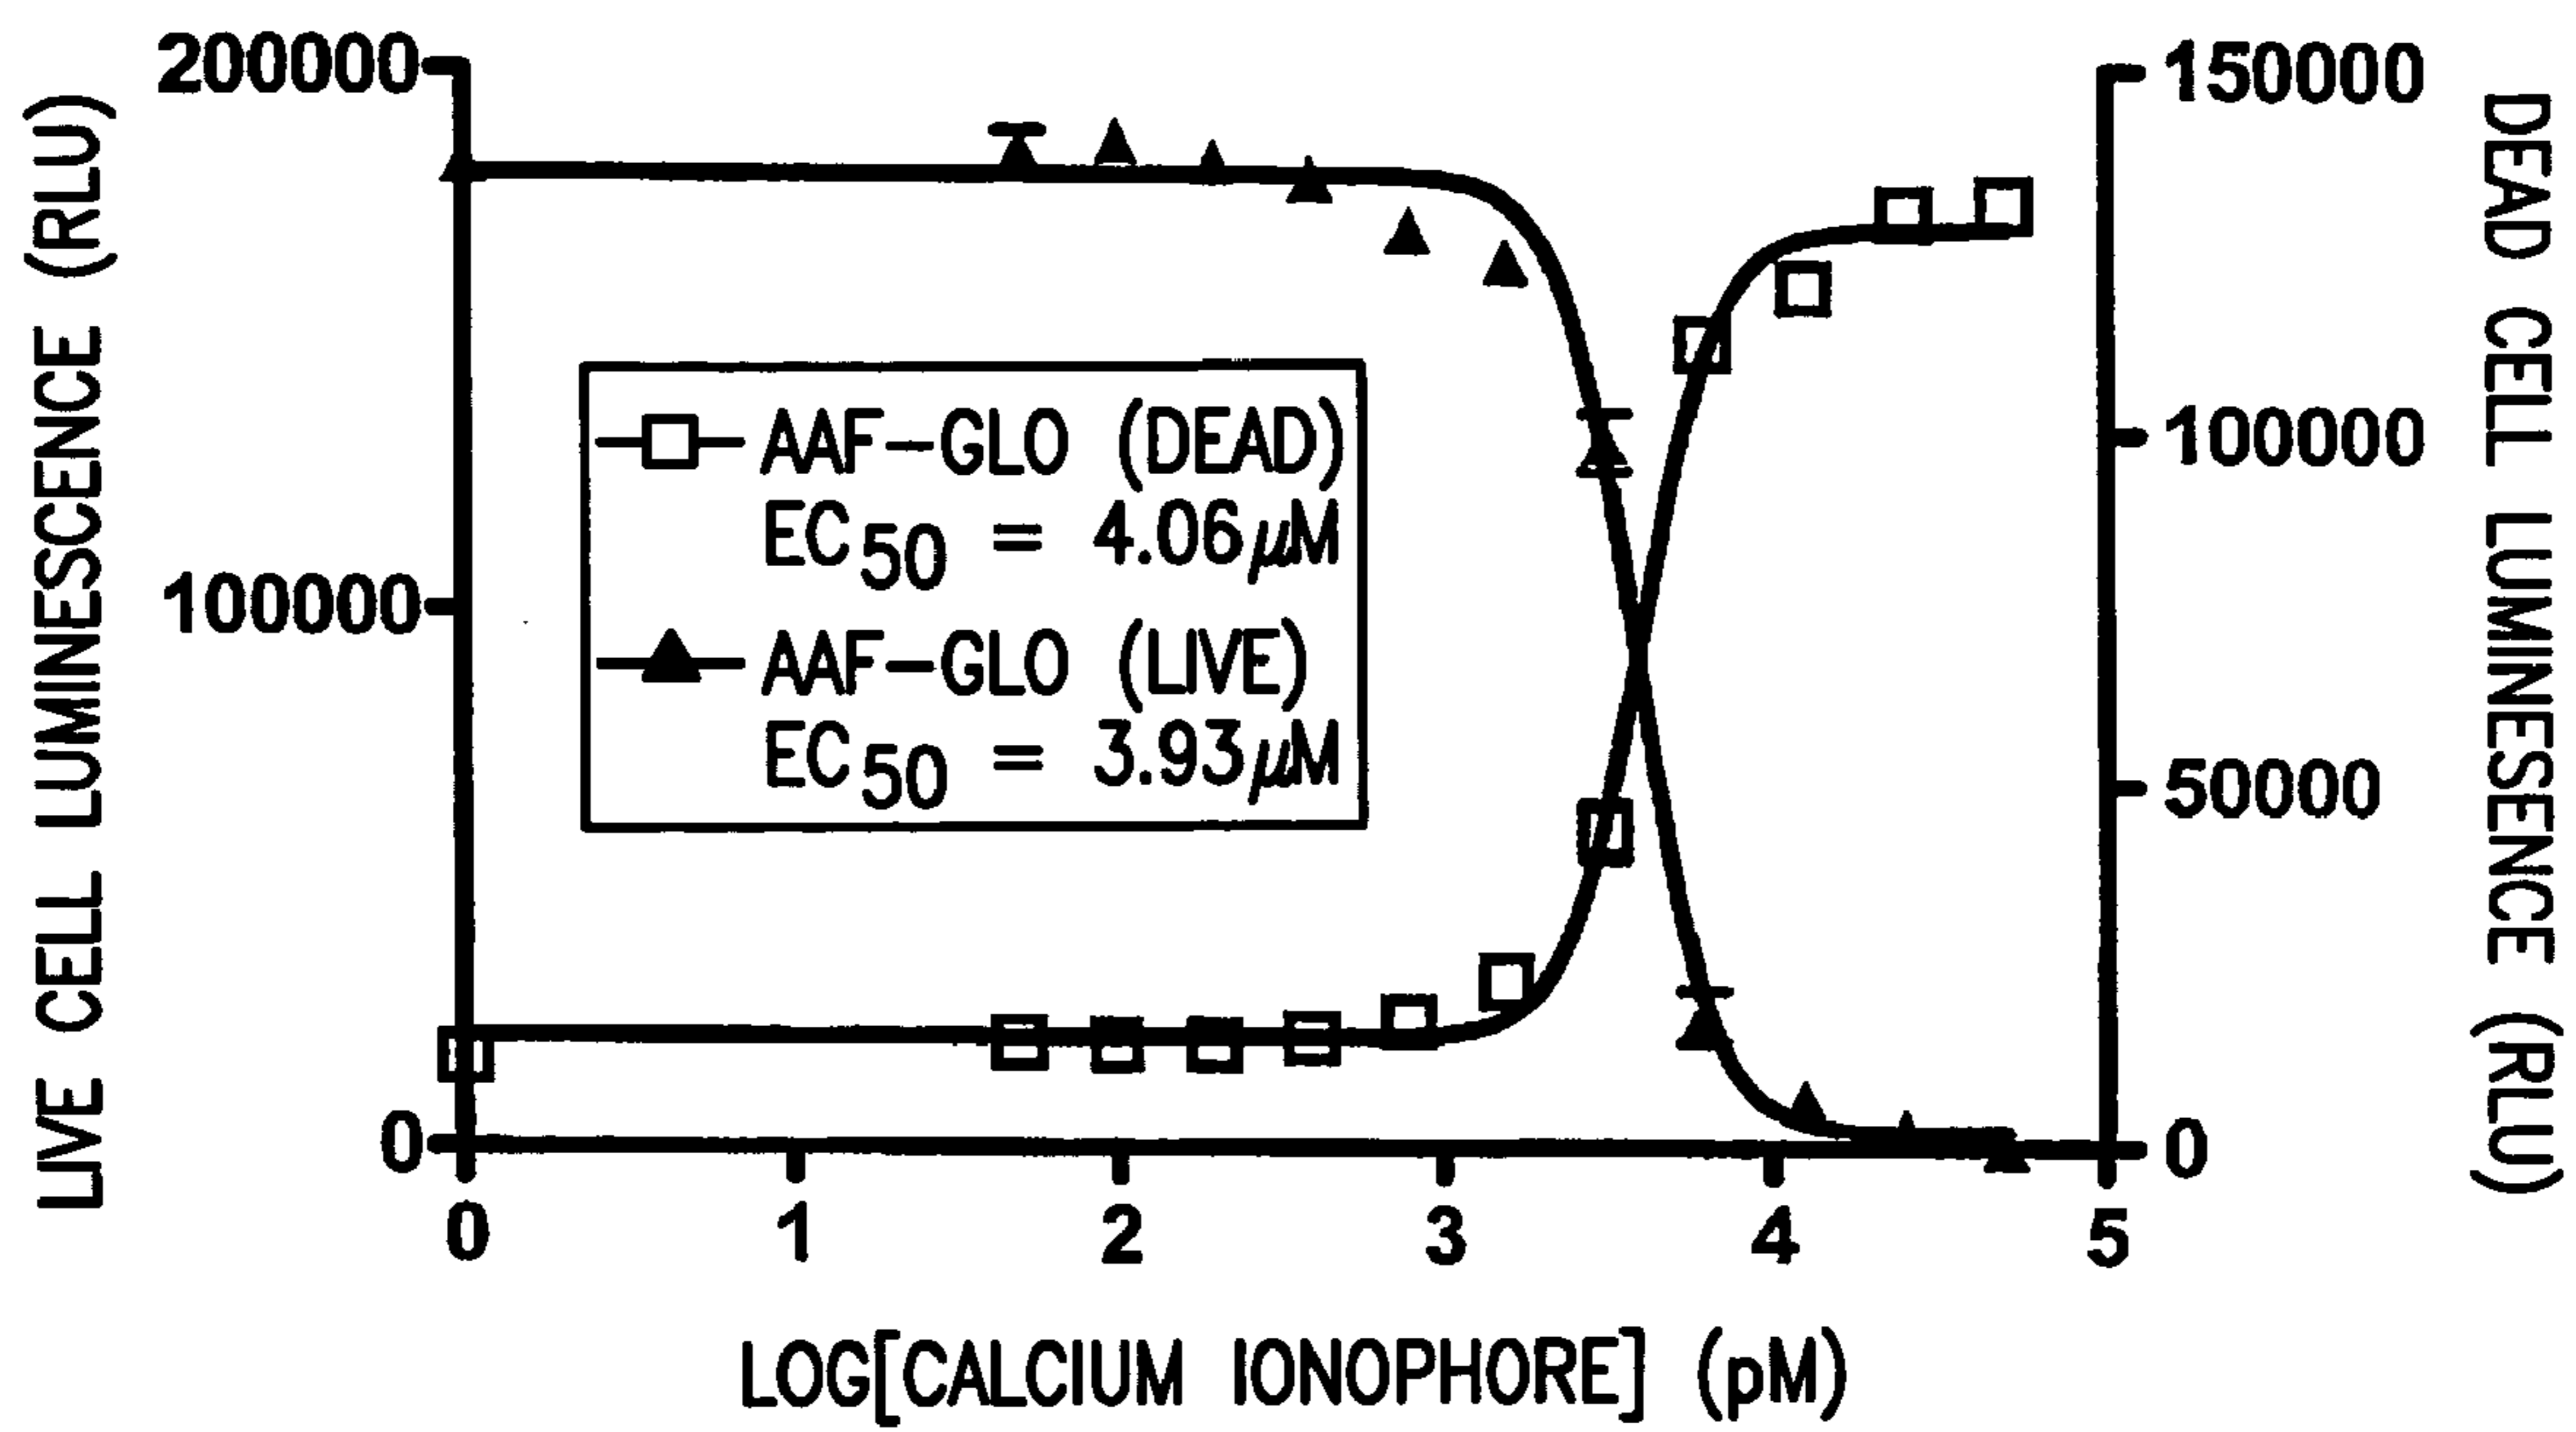 LIVE CELL LUMINESCENCE (RLU)
200000
100000
0
AAF-GLO (DEAD)
EC50 = 4.06μM
AAF-GLO (LIVE)
EC50 = 3.93μM
150000
100000
50000
0
DEAD CELL LUMINESENCE (RLU)
0 1 2 3 4 5
LOG[CALCIUM IONOPHORE] (pM)